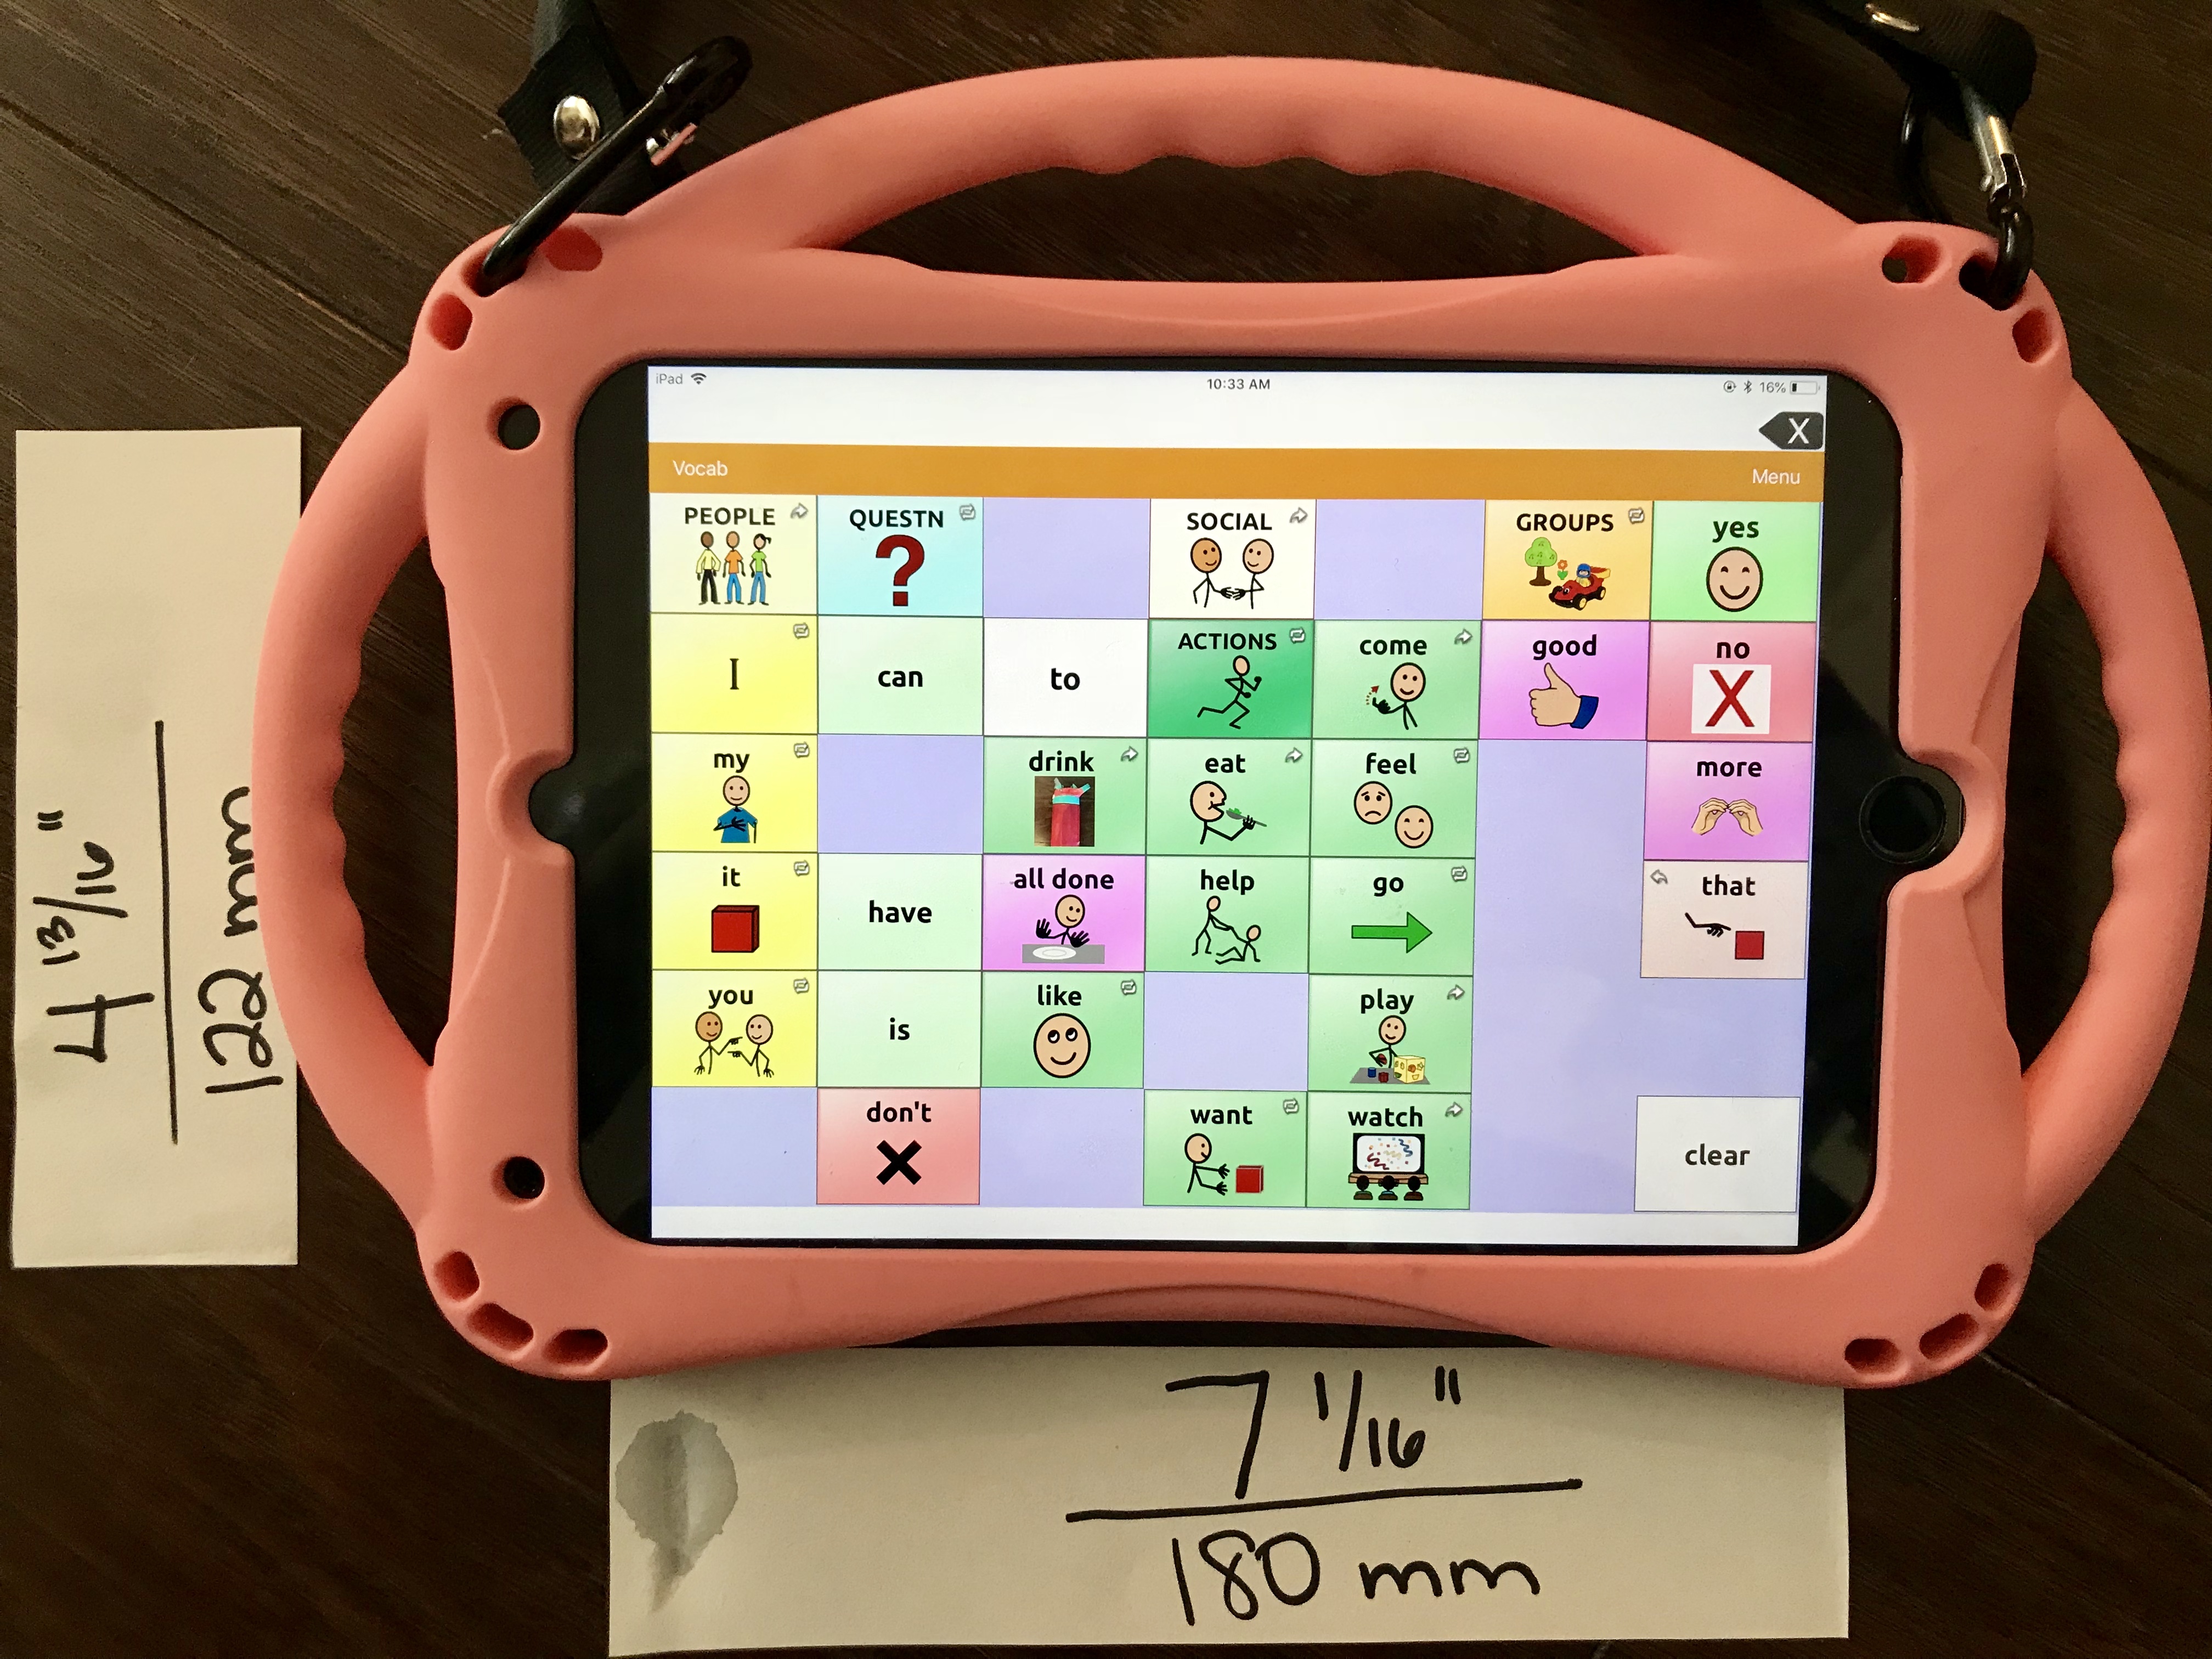 iPad 10:33 AM 16%
X
Vocab Menu
PEOPLE QUESTN SOCIAL GROUPS yes
?
I can to ACTIONS come good no
X
my drink eat feel more
it have all done help go that
you is like play
don't want watch clear
4 13/16"
122 mm
7 1/16"
180 mm